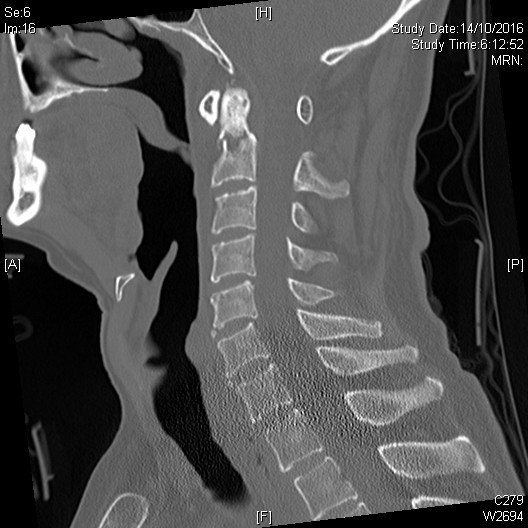 Se:6
Im:16
[H]
Study Date:14/10/2016
Study Time:6:12:52
MRN:
[A]
[P]
[F]
C279
W2694